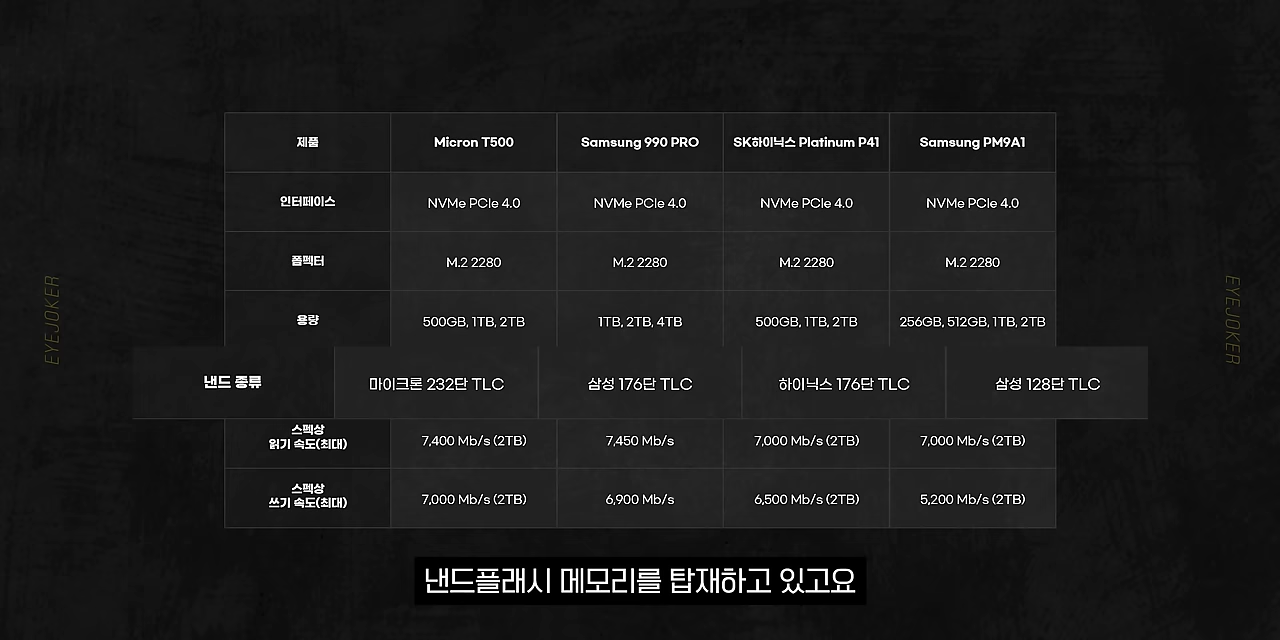 제품 Micron T500 Samsung 990 PRO SK하이닉스 Platinum P41 Samsung PM9A1
인터페이스 NVMe PCIe 4.0 NVMe PCIe 4.0 NVMe PCIe 4.0 NVMe PCIe 4.0
폼펙터 M.2 2280 M.2 2280 M.2 2280 M.2 2280
용량 500GB, 1TB, 2TB 1TB, 2TB, 4TB 500GB, 1TB, 2TB 256GB, 512GB, 1TB, 2TB
낸드 종류 마이크론 232단 TLC 삼성 176단 TLC 하이닉스 176단 TLC 삼성 128단 TLC
스펙상
읽기 속도(최대) 7,400 Mb/s (2TB) 7,450 Mb/s 7,000 Mb/s (2TB) 7,000 Mb/s (2TB)
스펙상
쓰기 속도(최대) 7,000 Mb/s (2TB) 6,900 Mb/s 6,500 Mb/s (2TB) 5,200 Mb/s (2TB)
EYEJOKER
EYEJOKER
낸드플래시 메모리를 탑재하고 있고요